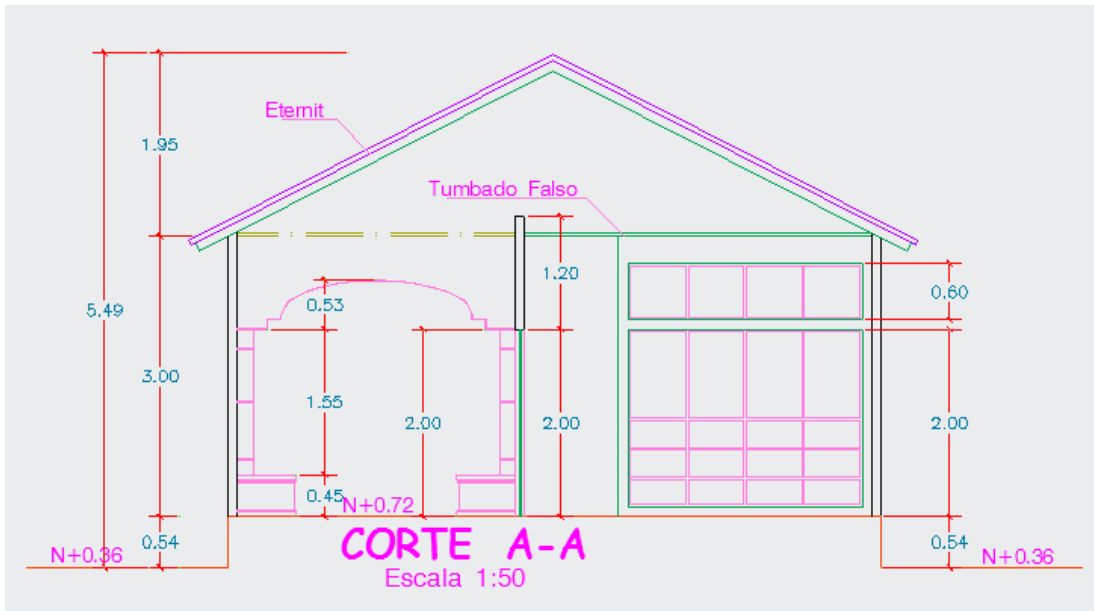 Eternit
1.95
Tumbado Falso
1.20
0.60
0.53
5.49
3.00
1.55
2.00
2.00
2.00
0.45
N+0.72
0.54
CORTE A-A
0.54
N+0.36
N+0.36
Escala 1:50